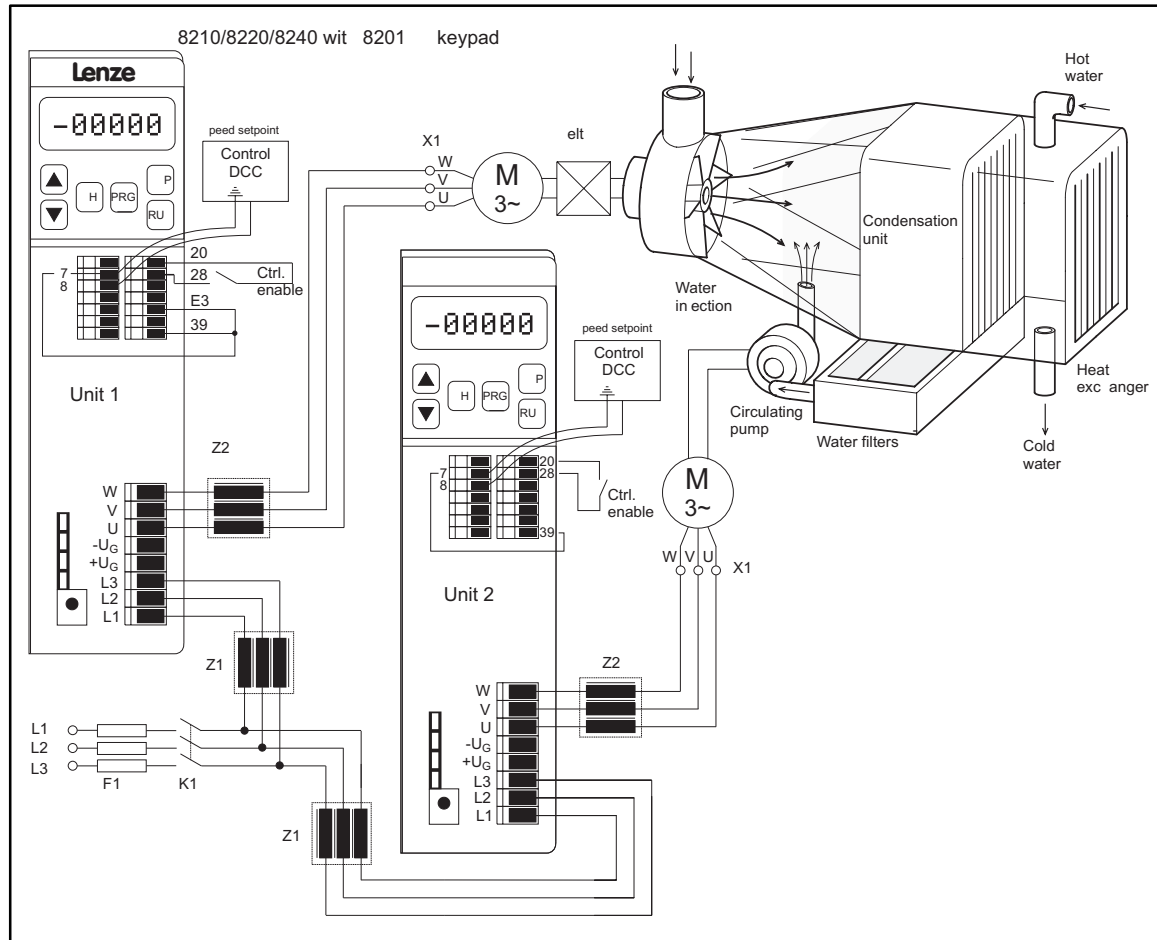 8210/8220/8240 wit 8201 keypad
Lenze
-00000
H
PRG
P
RU
peed setpoint
Control
DCC
20
7
28
8
Ctrl.
enable
E3
39
Unit 1
X1
W
V
U
M
3~
elt
Hot
water
Condensation
unit
Water
in ection
Heat
exc anger
Circulating
pump
Water filters
Cold
water
Z2
W
V
U
-UG
+UG
L3
L2
L1
Z1
L1
L2
L3
F1
K1
Z1
-00000
H
PRG
P
RU
peed setpoint
Control
DCC
20
7
28
8
Ctrl.
enable
39
Unit 2
M
3~
W V U
X1
Z2
W
V
U
-UG
+UG
L3
L2
L1